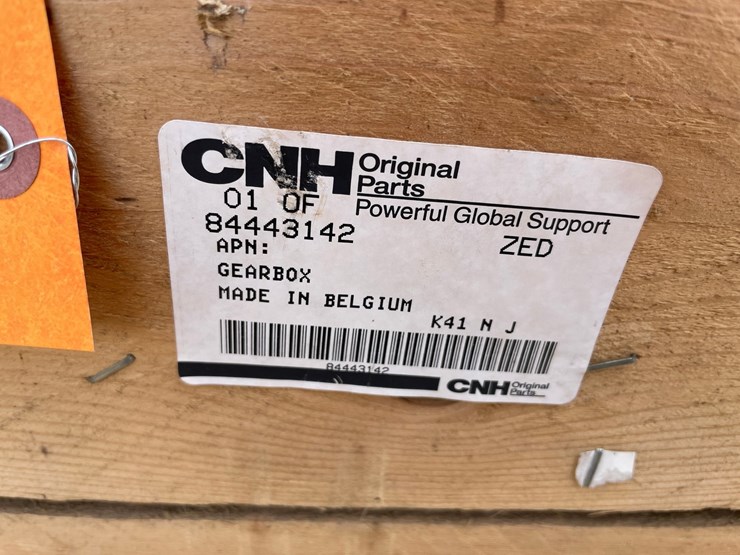 CNH Original Parts
Powerful Global Support
01 OF
84443142
ZED
APN:
GEARBOX
MADE IN BELGIUM
K41 N J
84443142
CNH Original Parts